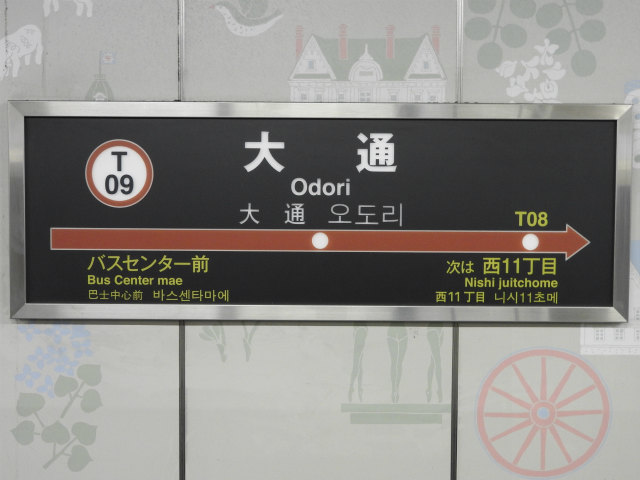 T
09
大 通
Odori
大 通 오도리
T08
バスセンター前
Bus Center mae
巴士中心前 바스센타마에
次は 西11丁目
Nishi juitchome
西11丁目 니시11초메